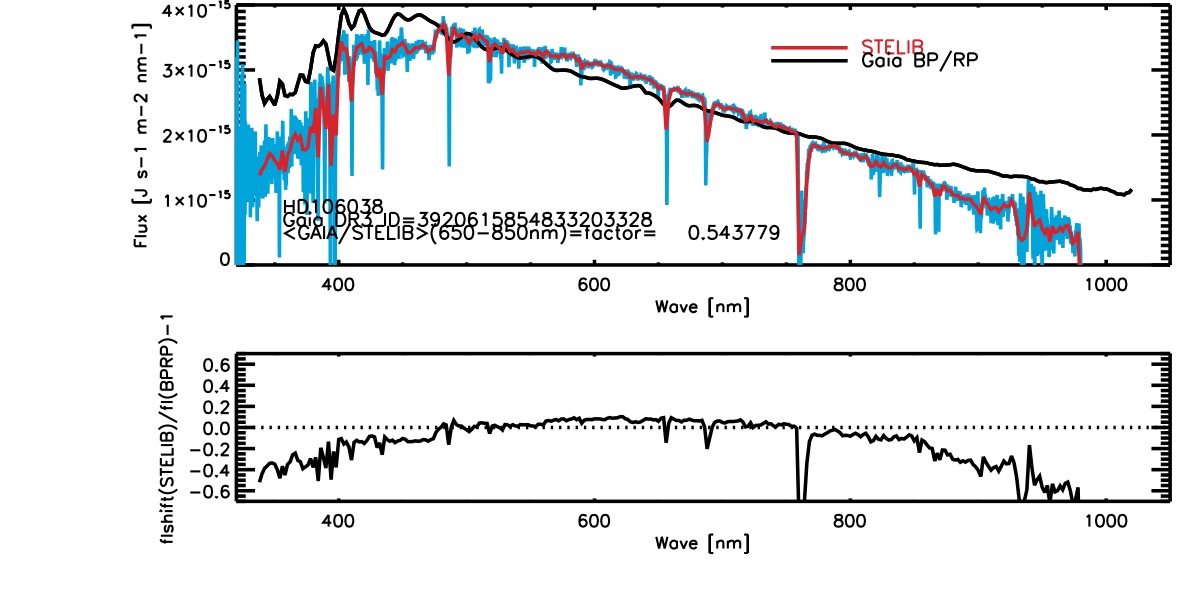 4×10−15
3×10−15
2×10−15
1×10−15
0
Flux [J s−1 m−2 nm−1]
STELIB
Gaia BP/RP
HD106038
Gaia DR3 ID=3920615854833203328
<GAIA/STELIB>(650−850nm)=factor= 0.543779
400 600 800 1000
Wave [nm]
flshift(STELIB)/fl(BPRP)−1
0.6
0.4
0.2
0.0
−0.2
−0.4
−0.6
400 600 800 1000
Wave [nm]